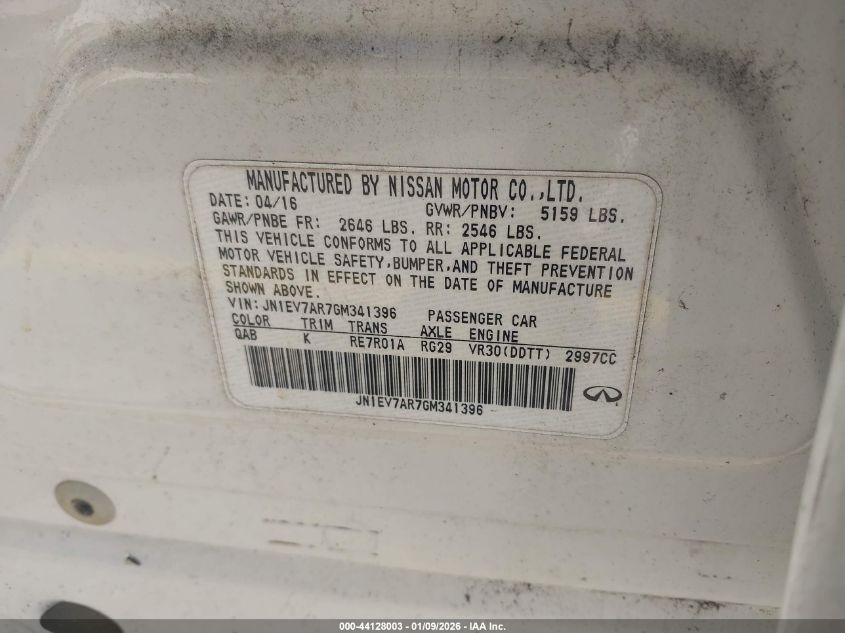 MANUFACTURED BY NISSAN MOTOR CO.,LTD.
DATE: 04/16 GVWR/PNBV: 5159 LBS.
GAWR/PNBE FR: 2646 LBS. RR: 2546 LBS.
THIS VEHICLE CONFORMS TO ALL APPLICABLE FEDERAL
MOTOR VEHICLE SAFETY,BUMPER,AND THEFT PREVENTION
STANDARDS IN EFFECT ON THE DATE OF MANUFACTURE
SHOWN ABOVE.
VIN: JN1EV7AR7GM341396 PASSENGER CAR
COLOR TRIM TRANS AXLE ENGINE
QAB K RE7R01A RG29 VR30(DDTT) 2997CC
JN1EV7AR7GM341396
000-44128003 — 01/09/2026 — IAA Inc.